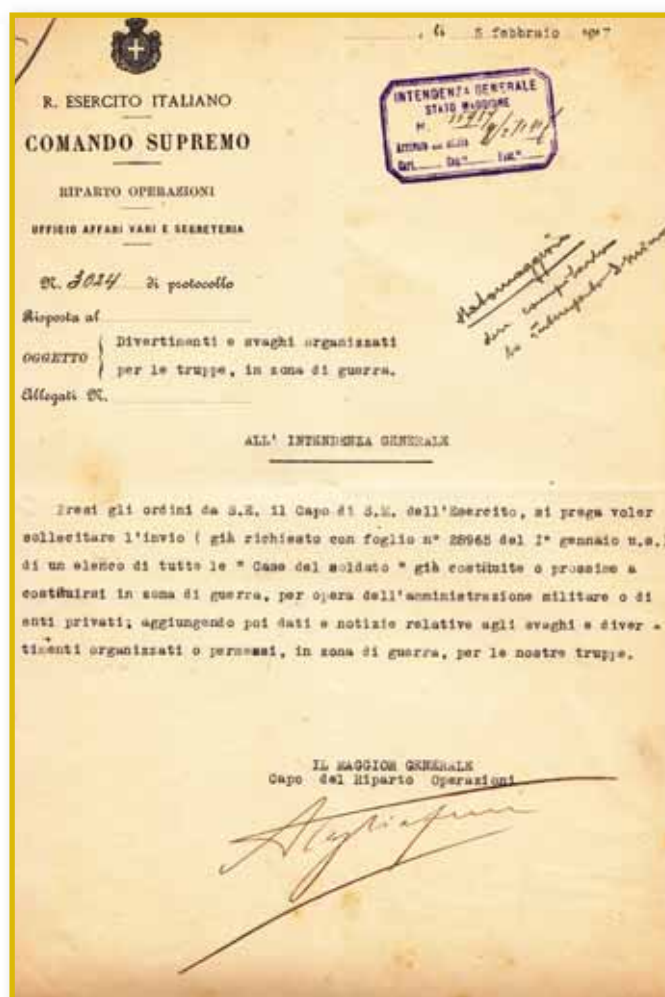 , li 5 febbraio 1917
R. ESERCITO ITALIANO
COMANDO SUPREMO
RIPARTO OPERAZIONI
UFFICIO AFFARI VARI E SEGRETERIA
INTENDENZA GENERALE
STATO MAGGIORE
N. 3024 di protocollo
Risposta al
OGGETTO { Divertimenti e svaghi organizzati
per le truppe, in zona di guerra.
Allegati N.
ALL' INTENDENZA GENERALE
Presi gli ordini da S.E. il Capo di S.M. dell'Esercito, si prega voler
sollecitare l'invio ( già richiesto con foglio n° 28965 del I° gennaio u.s.)
di un elenco di tutte le " Case del soldato " già costituite o prossime a
costituirsi in zona di guerra, per opera dell'amministrazione militare o di
enti privati; aggiungendo poi dati e notizie relative agli svaghi e diver -
timenti organizzati o permessi, in zona di guerra, per le nostre truppe.
IL MAGGIOR GENERALE
Capo del Riparto Operazioni